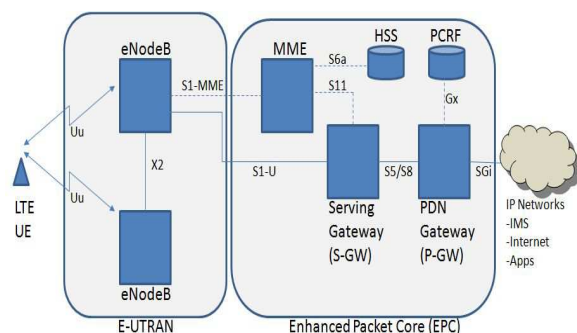 eNodeB
MME
HSS
PCRF
S6a
S11
S1-MME
Gx
Uu
X2
Uu
S1-U
S5/S8
SGi
LTE
UE
Serving
Gateway
(S-GW)
PDN
Gateway
(P-GW)
IP Networks
-IMS
-Internet
-Apps
eNodeB
E-UTRAN
Enhanced Packet Core (EPC)